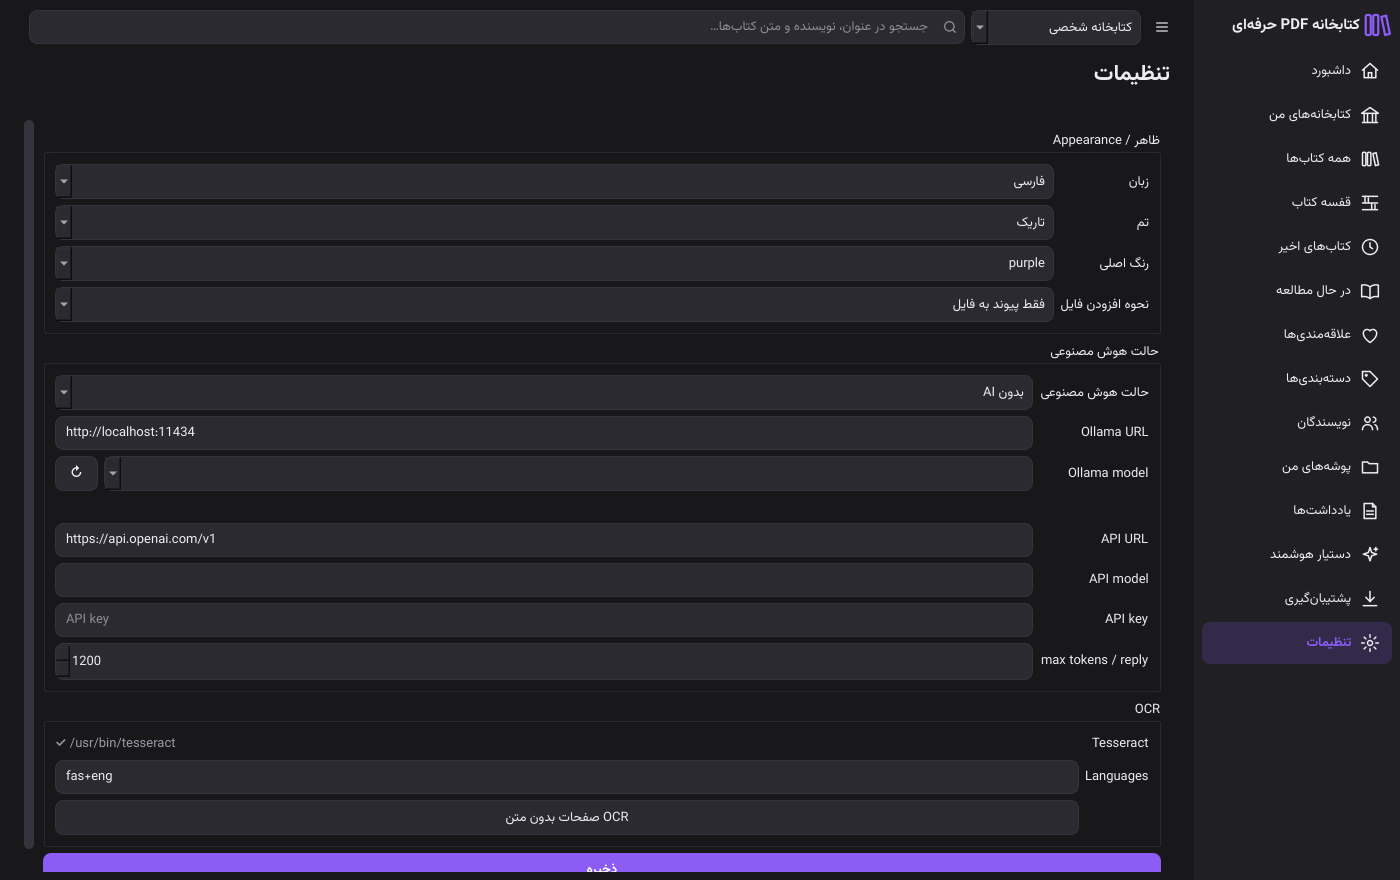 کتابخانه PDF حرفه‌ای
داشبورد
کتابخانه‌های من
همه کتاب‌ها
قفسه کتاب
کتاب‌های اخیر
در حال مطالعه
علاقه‌مندی‌ها
دسته‌بندی‌ها
نویسندگان
پوشه‌های من
یادداشت‌ها
دستیار هوشمند
پشتیبان‌گیری
تنظیمات
کتابخانه شخصی
جستجو در عنوان، نویسنده و متن کتاب‌ها...
تنظیمات
ظاهر / Appearance
زبان
فارسی
تم
تاریک
رنگ اصلی
purple
نحوه افزودن فایل
فقط پیوند به فایل
حالت هوش مصنوعی
حالت هوش مصنوعی
بدون AI
Ollama URL
http://localhost:11434
Ollama model
API URL
https://api.openai.com/v1
API model
API key
API key
max tokens / reply
1200
OCR
Tesseract
✓ /usr/bin/tesseract
Languages
fas+eng
OCR صفحات بدون متن
ذخیره